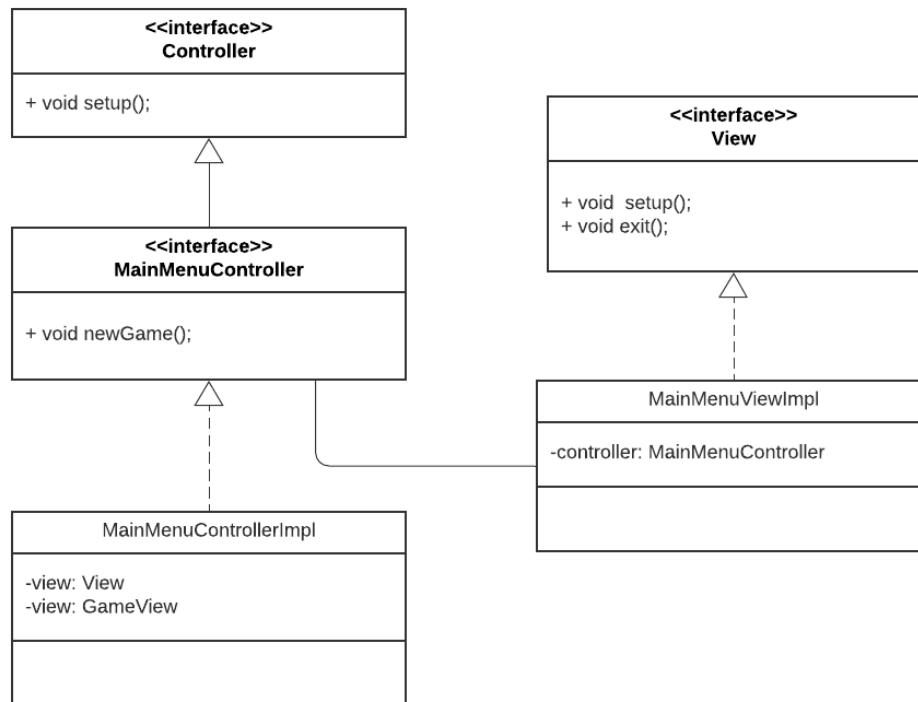 <<interface>>
Controller
+ void setup();
<<interface>>
MainMenuController
+ void newGame();
MainMenuControllerImpl
-view: View
-view: GameView
<<interface>>
View
+ void  setup();
+ void exit();
MainMenuViewImpl
-controller: MainMenuController